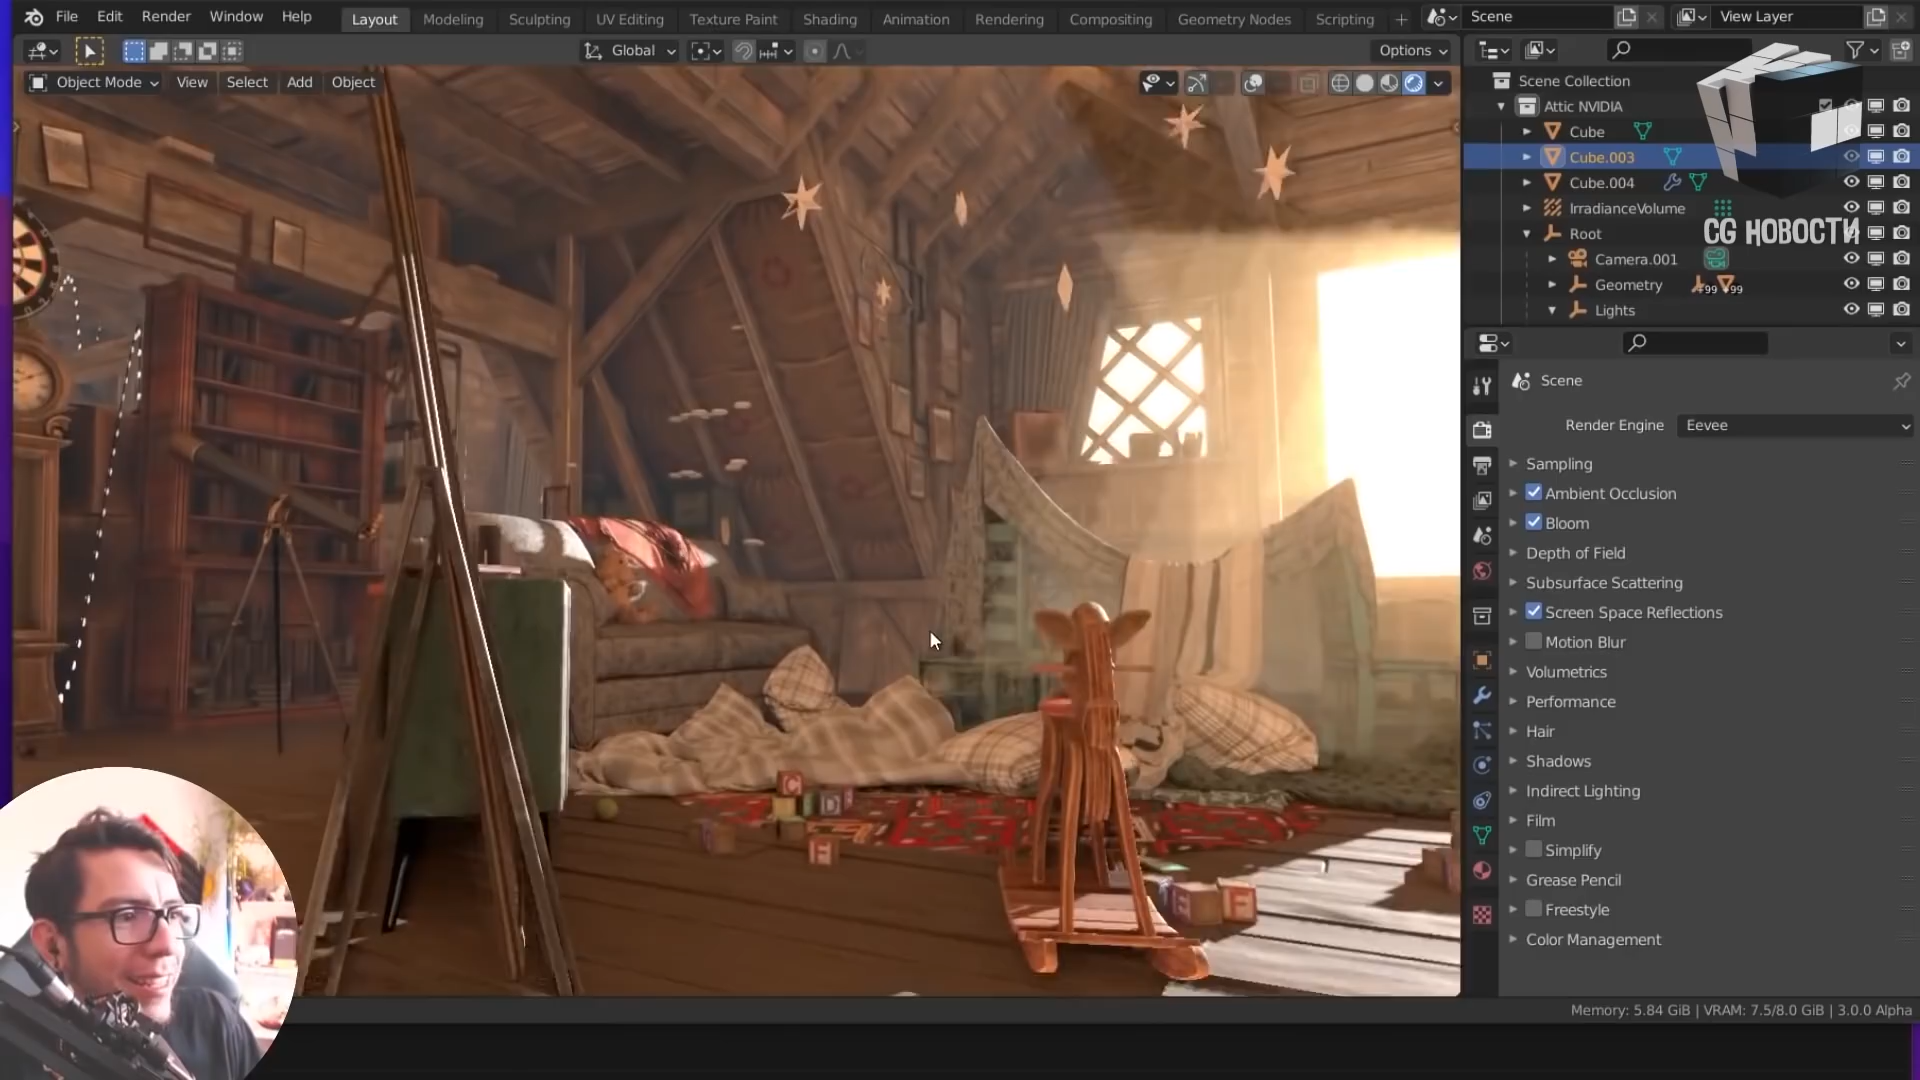 File Edit Render Window Help Layout Modeling Sculpting UV Editing Texture Paint Shading Animation Rendering Compositing Geometry Nodes Scripting + Scene View Layer
Global Options
Object Mode View Select Add Object
Scene Collection
Attic NVIDIA
Cube
Cube.003
Cube.004
IrradianceVolume
Root
CG НОВОСТИ
Camera.001
Geometry +99 +99
Lights
Scene
Render Engine Eevee
Sampling
Ambient Occlusion
Bloom
Depth of Field
Subsurface Scattering
Screen Space Reflections
Motion Blur
Volumetrics
Performance
Hair
Shadows
Indirect Lighting
Film
Simplify
Grease Pencil
Freestyle
Color Management
C
D
E
E F
Memory: 5.84 GiB | VRAM: 7.5/8.0 GiB | 3.0.0 Alpha